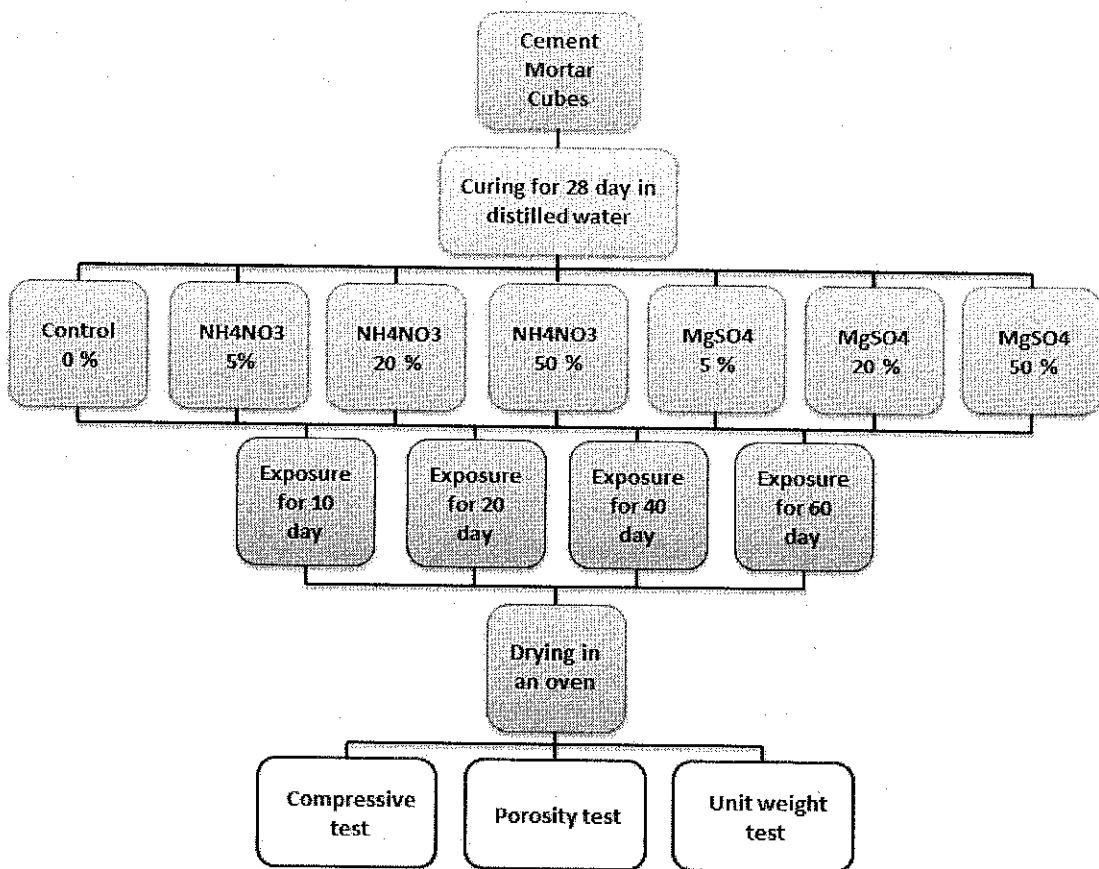 Cement
Mortar
Cubes
Curing for 28 day in
distilled water
Control
0 %
NH4NO3
5%
NH4NO3
20 %
NH4NO3
50 %
MgSO4
5 %
MgSO4
20 %
MgSO4
50 %
Exposure
for 10
day
Exposure
for 20
day
Exposure
for 40
day
Exposure
for 60
day
Drying in
an oven
Compressive
test
Porosity test
Unit weight
test